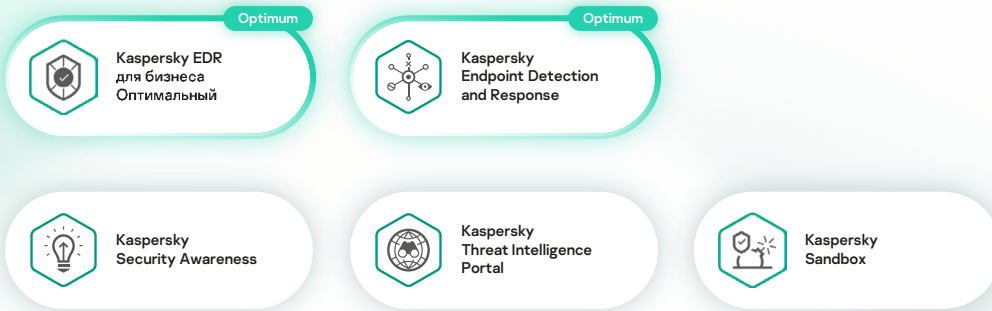 Optimum
Kaspersky EDR
для бизнеса
Оптимальный
Optimum
Kaspersky
Endpoint Detection
and Response
Kaspersky
Security Awareness
Kaspersky
Threat Intelligence
Portal
Kaspersky
Sandbox